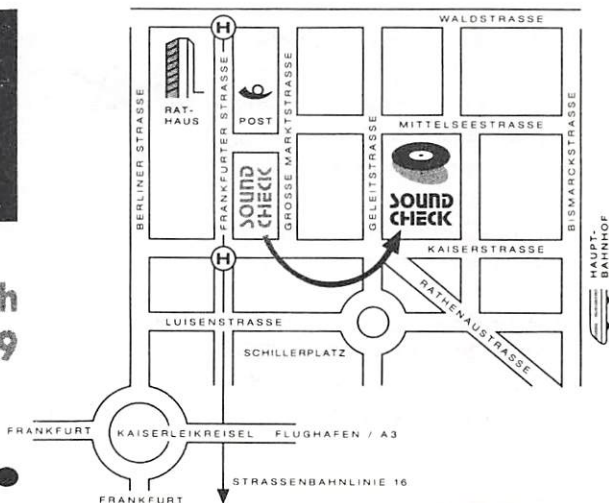 WALDSTRASSE
H
RAT-
HAUS
POST
BERLINER STRASSE
FRANKFURTER STRASSE
GROSSE MARKTSTRASSE
GELEITSTRASSE
MITTELSEESTRASSE
BISMARCKSTRASSE
SOUND
CHECK
SOUND
CHECK
KAISERSTRASSE
HAUPT-
BAHNHOF
H
h
9
RATHENAUSTRASSE
LUISENSTRASSE
SCHILLERPLATZ
FRANKFURT
KAISERLEIKREISEL
FLUGHAFEN / A3
STRASSENBAHNLINIE 16
FRANKFURT